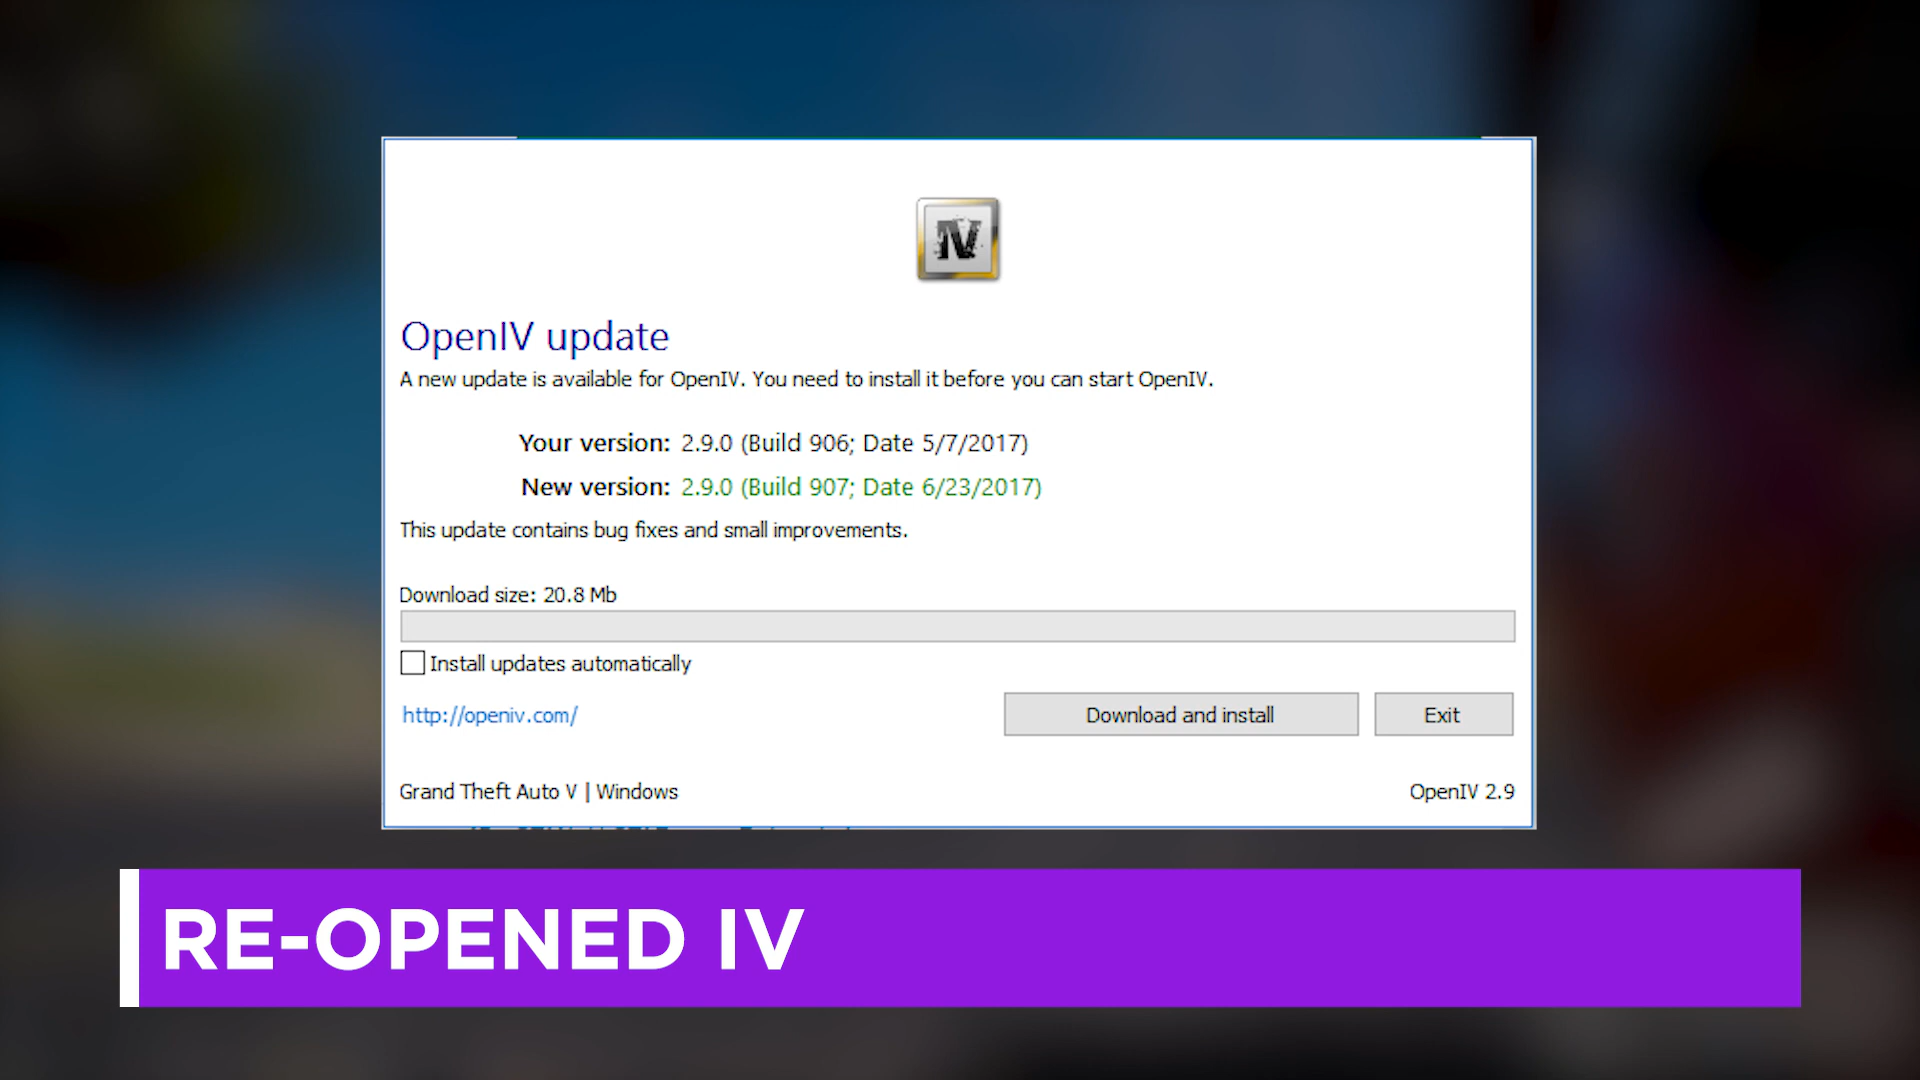 IV
OpenIV update
A new update is available for OpenIV. You need to install it before you can start OpenIV.
Your version: 2.9.0 (Build 906; Date 5/7/2017)
New version: 2.9.0 (Build 907; Date 6/23/2017)
This update contains bug fixes and small improvements.
Download size: 20.8 Mb
Install updates automatically
http://openiv.com/
Download and install
Exit
Grand Theft Auto V | Windows
OpenIV 2.9
RE-OPENED IV